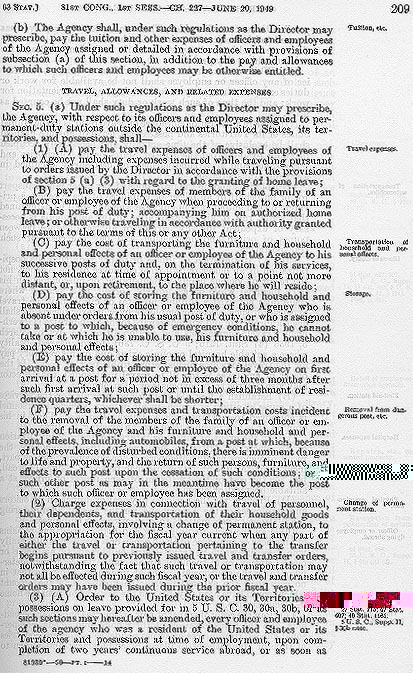 63 STAT.] 81ST CONG., 1ST SESS.—CH. 227—JUNE 20, 1949 209
(b) The Agency shall, under such regulations as the Director may
prescribe, pay the tuition and other expenses of officers and employees
of the Agency assigned or detailed in accordance with provisions of
subsection (a) of this section, in addition to the pay and allowances
to which such officers and employees may be otherwise entitled.
Tuition, etc.
TRAVEL, ALLOWANCES, AND RELATED EXPENSES
SEC. 5. (a) Under such regulations as the Director may prescribe,
the Agency, with respect to its officers and employees assigned to per-
manent-duty stations outside the continental United States, its ter-
ritories, and possessions, shall—
(1) (A) pay the travel expenses of officers and employees of
the Agency including expenses incurred while traveling pursuant
to orders issued by the Director in accordance with the provisions
of section 5 (a) (3) with regard to the granting of home leave;
Travel expenses.
(B) pay the travel expenses of members of the family of an
officer or employee of the Agency when proceeding to or returning
from his post of duty; accompanying him on authorized home
leave; or otherwise traveling in accordance with authority granted
pursuant to the terms of this or any other Act;
(C) pay the cost of transporting the furniture and household
and personal effects of an officer or employee of the Agency to his
successive posts of duty and, on the termination of his services,
to his residence at time of appointment or to a point not more
distant, or, upon retirement, to the place where he will reside;
Transportation of
household and per-
sonal effects.
(D) pay the cost of storing the furniture and household and
personal effects of an officer or employee of the Agency who is
absent under orders from his usual post of duty, or who is assigned
to a post to which, because of emergency conditions, he cannot
take or at which he is unable to use, his furniture and household
and personal effects;
Storage.
(E) pay the cost of storing the furniture and household and
personal effects of an officer or employee of the Agency on first
arrival at a post for a period not in excess of three months after
such first arrival at such post or until the establishment of resi-
dence quarters, whichever shall be shorter;
(F) pay the travel expenses and transportation costs incident
to the removal of the members of the family of an officer or em-
ployee of the Agency and his furniture and household and per-
sonal effects, including automobiles, from a post at which, because
of the prevalence of disturbed conditions, there is imminent danger
to life and property, and the return of such persons, furniture, and
effects to such post upon the cessation of such conditions; or
such other post as may in the meantime have become the post
to which such officer or employee has been assigned.
Removal from dan-
gerous post, etc.
(2) Charge expenses in connection with travel of personnel,
their dependents, and transportation of their household goods
and personal effects, involving a change of permanent station, to
the appropriation for the fiscal year current when any part of
either the travel or transportation pertaining to the transfer
begins pursuant to previously issued travel and transfer orders,
notwithstanding the fact that such travel or transportation may
not all be effected during such fiscal year, or the travel and transfer
orders may have been issued during the prior fiscal year.
Change of perma-
nent station.
(3) (A) Order to the United States or its Territories
possessions on leave provided for in 5 U. S. C. 30, 30a, 30b, or as
such sections may hereafter be amended, every officer and employee
of the agency who was a resident of the United States or its
Territories and possessions at time of employment, upon com-
pletion of two years' continuous service abroad, or as soon as
5 U. S. C., Supp. II,
§ 30b note.
81939°—50—PT. I——14